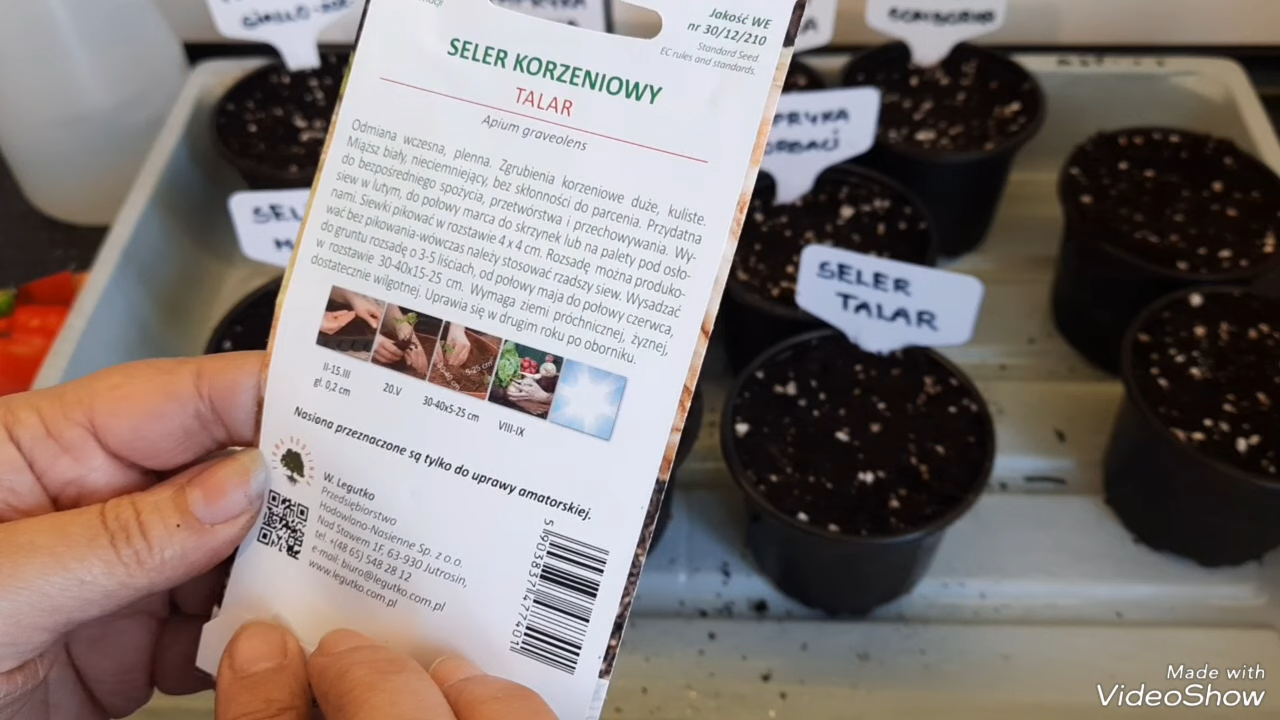 GIALLO
Jakość WE
nr 30/12/210
Standard Seed.
EC rules and standards.
SELER KORZENIOWY
TALAR
Apium graveolens
Odmiana wczesna, plenna. Zgrubienia korzeniowe duże, kuliste.
Miąższ biały, nieciemniejący, bez skłonności do parcenia. Przydatna
do bezpośredniego spożycia, przetwórstwa i przechowywania. Wy-
siew w lutym, do połowy marca do skrzynek lub na palety pod osło-
nami. Siewki pikować w rozstawie 4 x 4 cm. Rozsadę można produko-
wać bez pikowania-wówczas należy stosować rzadszy siew. Wysadzać
do gruntu rozsadę o 3-5 liściach, od połowy maja do połowy czerwca,
w rozstawie 30-40x15-25 cm. Wymaga ziemi próchnicznej, żyznej,
dostatecznie wilgotnej. Uprawia się w drugim roku po oborniku.
II-15.III
gł. 0,2 cm
20.V
30-40x5-25 cm
VIII-IX
Nasiona przeznaczone są tylko do uprawy amatorskiej.
W. Legutko
Przedsiębiorstwo
Hodowlano-Nasienne Sp. z o.o.
Nad Stawem 1F, 63-930 Jutrosin,
tel. +(48 65) 548 28 12
e-mail: biuro@legutko.com.pl
www.legutko.com.pl
5 903837 477401
SELER
TALAR
Made with
VideoShow